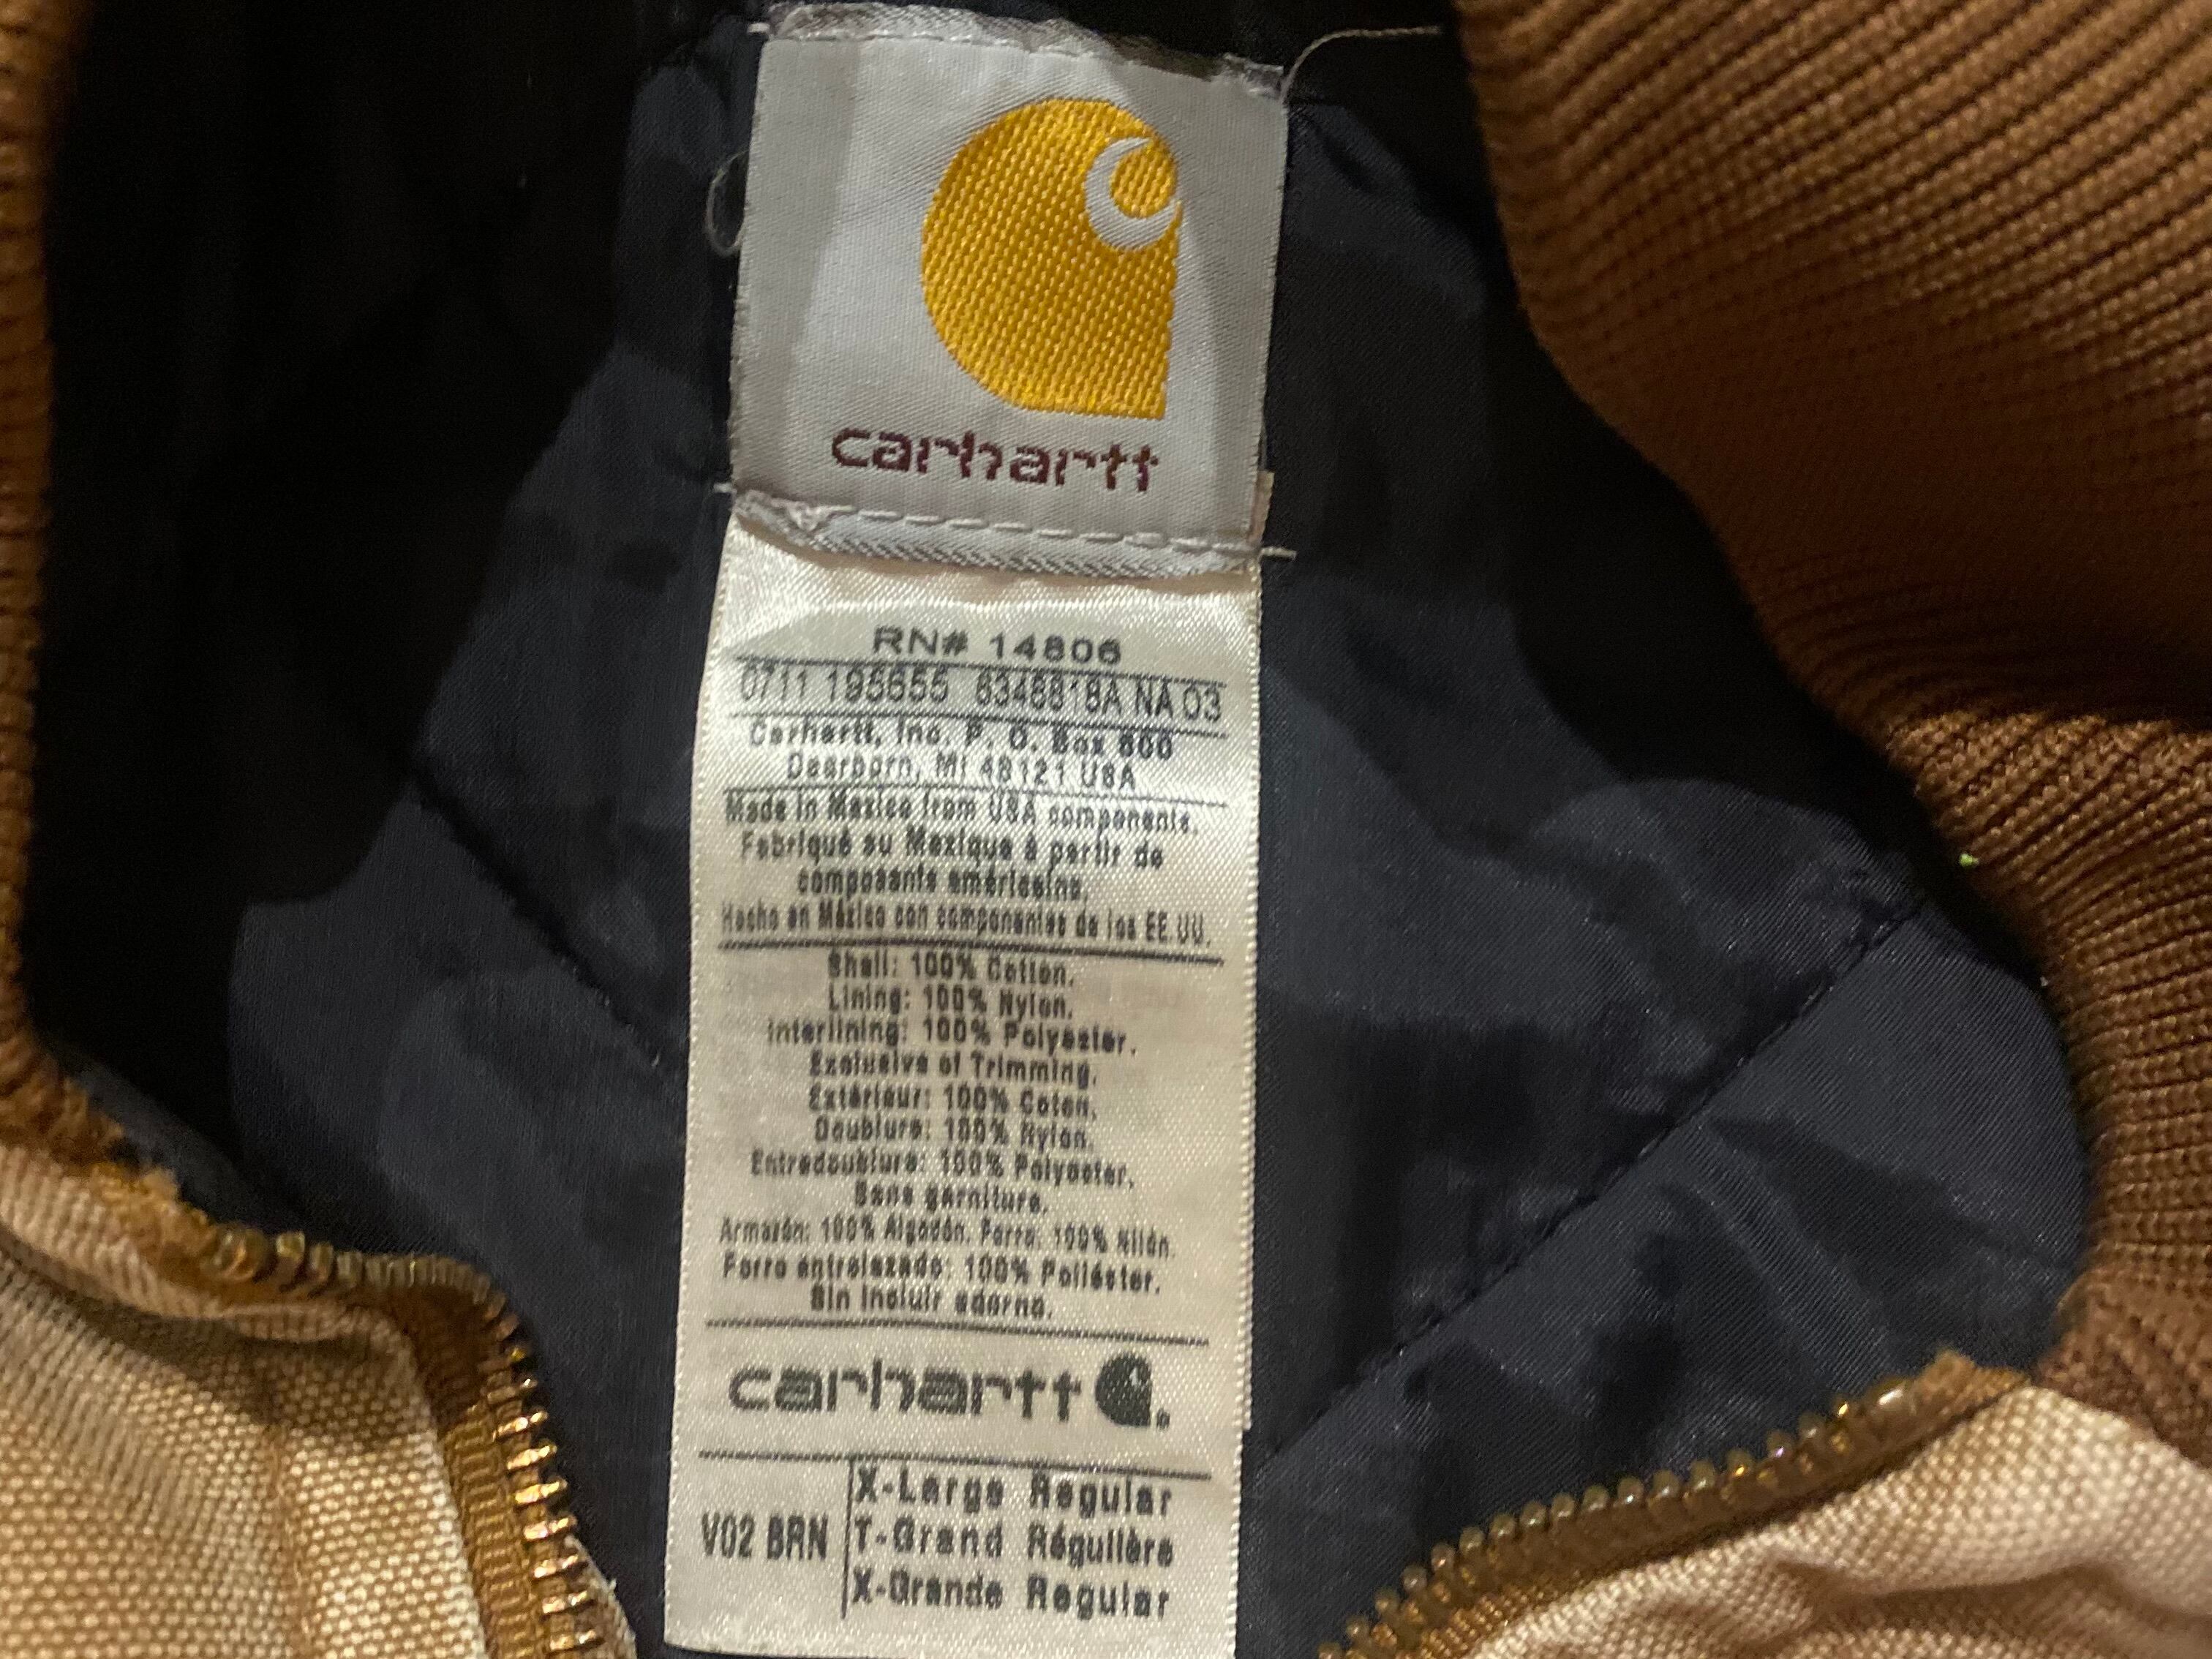 carhartt
RN# 14806
0711 195655 6346818A NA 03
Carhartt, Inc. P. O. Box 600
Dearborn, MI 48121 USA
Made in Mexico from USA components.
Fabriqué au Mexique à partir de
composants américains.
Hecho en México con componentes de los EE.UU.
Shell: 100% Cotton.
Lining: 100% Nylon.
Interlining: 100% Polyester.
Exclusive of Trimming.
Extérieur: 100% Coton.
Doublure: 100% Nylon.
Entredoublure: 100% Polyester.
Sans garniture.
Armazón: 100% Algodón. Forro: 100% Nilón.
Forro entrelazado: 100% Poliéster.
Sin incluir adorno.
carhartt
V02 BRN
X-Large Regular
T-Grand Régulière
X-Grande Regular